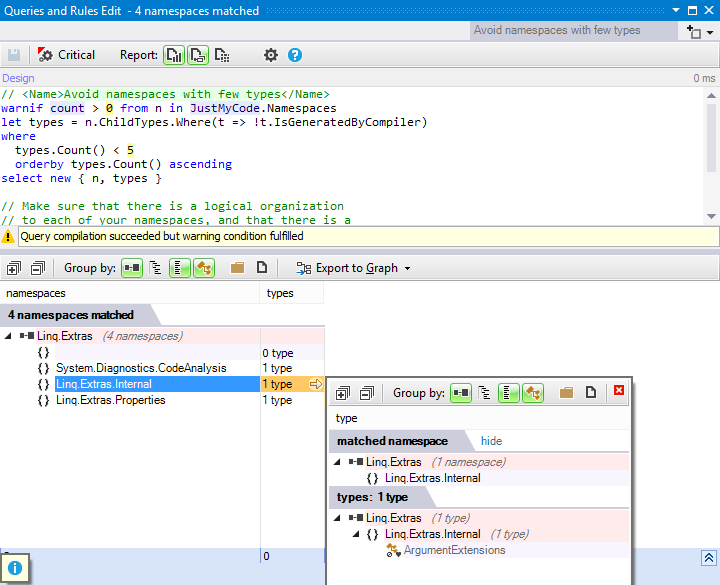 Queries and Rules Edit  - 4 namespaces matched
Avoid namespaces with few types
Critical
Report:
Design
0 ms
// <Name>Avoid namespaces with few types</Name>
warnif count > 0 from n in JustMyCode.Namespaces
let types = n.ChildTypes.Where(t => !t.IsGeneratedByCompiler)
where
types.Count() < 5
orderby types.Count() ascending
select new { n, types }
// Make sure that there is a logical organization
// to each of your namespaces, and that there is a
Query compilation succeeded but warning condition fulfilled
Group by:
Export to Graph
namespaces
types
4 namespaces matched
Linq.Extras (4 namespaces)
{} 0 type
{} System.Diagnostics.CodeAnalysis 1 type
{} Linq.Extras.Internal 1 type
{} Linq.Extras.Properties 1 type
0
Group by:
type
matched namespace
hide
Linq.Extras (1 namespace)
{} Linq.Extras.Internal
types: 1 type
Linq.Extras (1 type)
{} Linq.Extras.Internal (1 type)
ArgumentExtensions